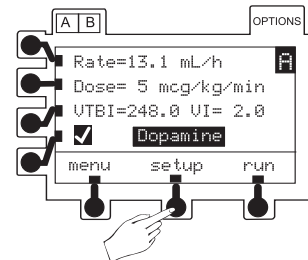 A B
OPTIONS
Rate=13.1 mL/h A
Dose= 5 mcg/kg/min
VTBI=248.0 VI= 2.0
Dopamine
menu setup run